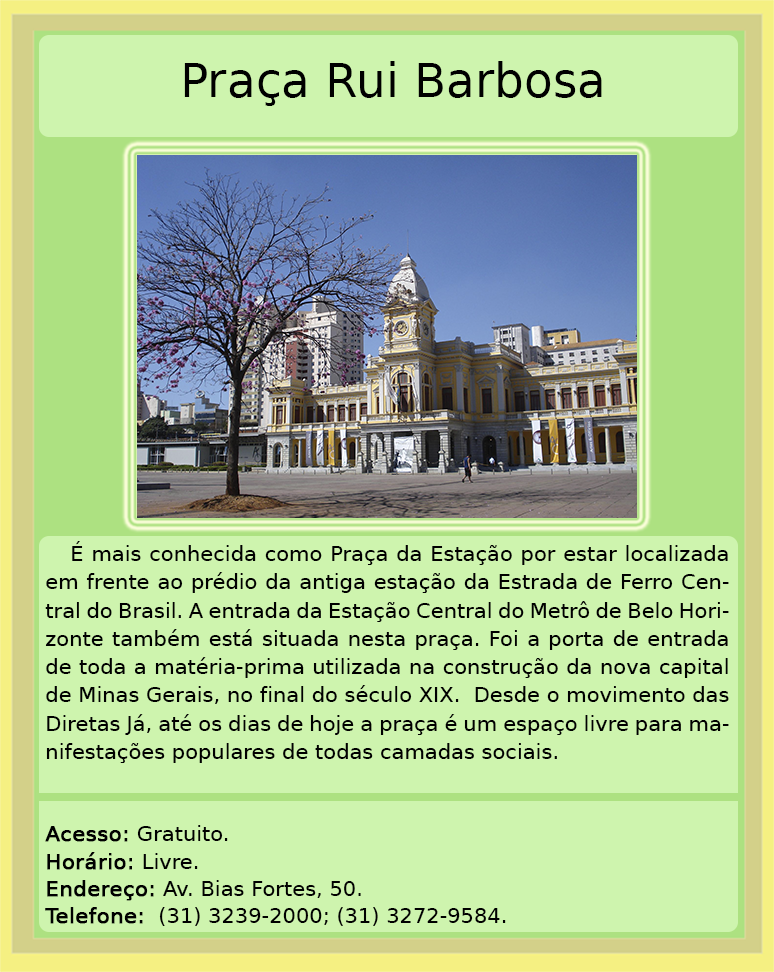 Praça Rui Barbosa
É mais conhecida como Praça da Estação por estar localizada
em frente ao prédio da antiga estação da Estrada de Ferro Cen-
tral do Brasil. A entrada da Estação Central do Metrô de Belo Hori-
zonte também está situada nesta praça. Foi a porta de entrada
de toda a matéria-prima utilizada na construção da nova capital
de Minas Gerais, no final do século XIX.  Desde o movimento das
Diretas Já, até os dias de hoje a praça é um espaço livre para ma-
nifestações populares de todas camadas sociais.
Acesso: Gratuito.
Horário: Livre.
Endereço: Av. Bias Fortes, 50.
Telefone:  (31) 3239-2000; (31) 3272-9584.